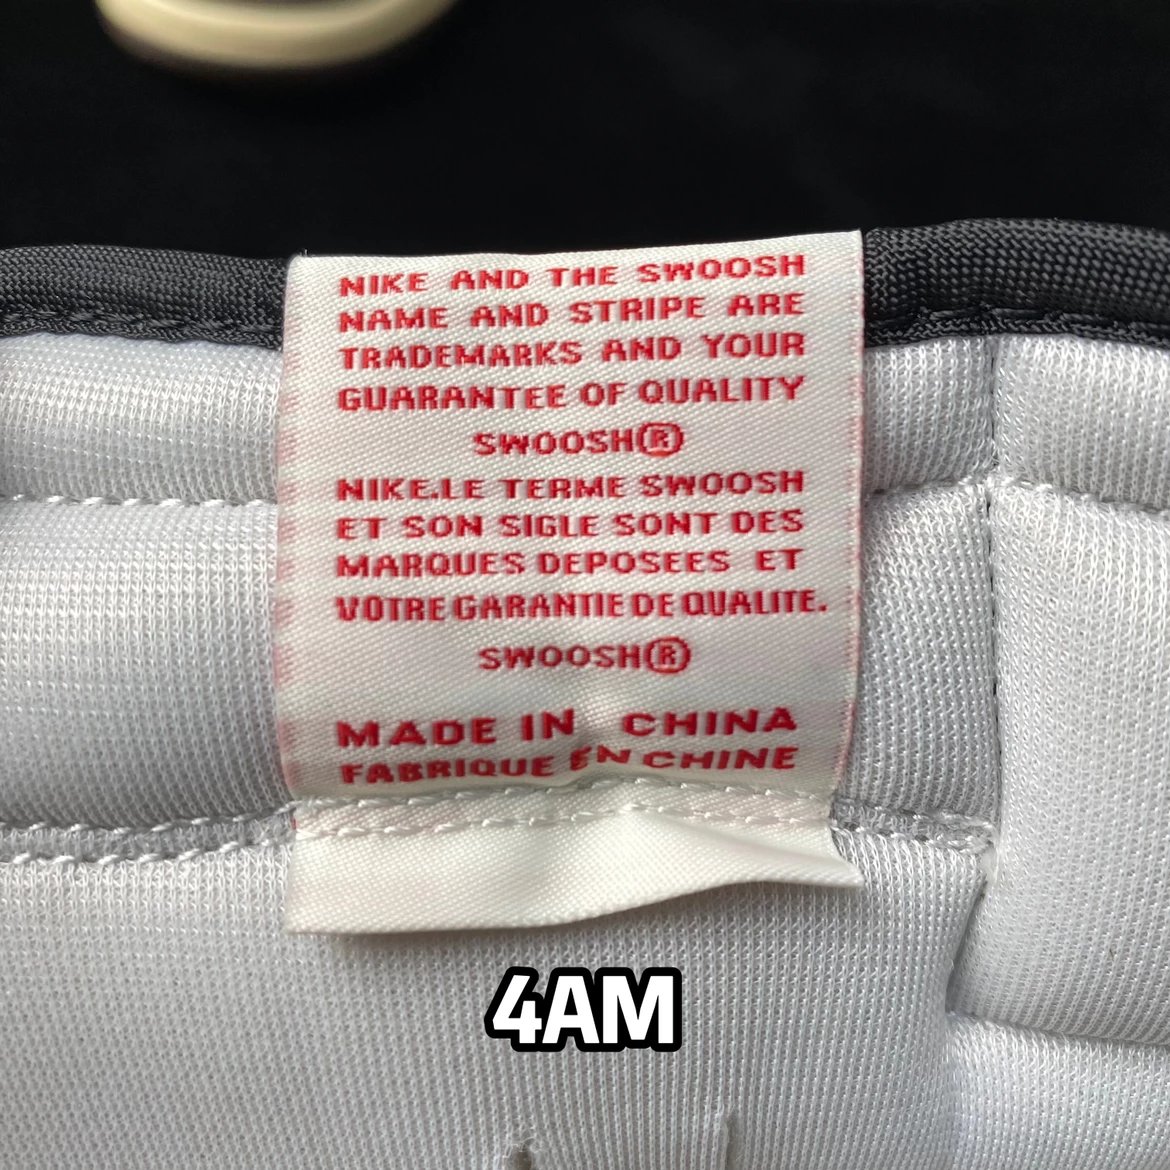 NIKE AND THE SWOOSH
NAME AND STRIPE ARE
TRADEMARKS AND YOUR
GUARANTEE OF QUALITY
SWOOSH®
NIKE.LE TERME SWOOSH
ET SON SIGLE SONT DES
MARQUES DEPOSEES ET
VOTRE GARANTIE DE QUALITE.
SWOOSH®
MADE IN CHINA
FABRIQUE EN CHINE
4AM